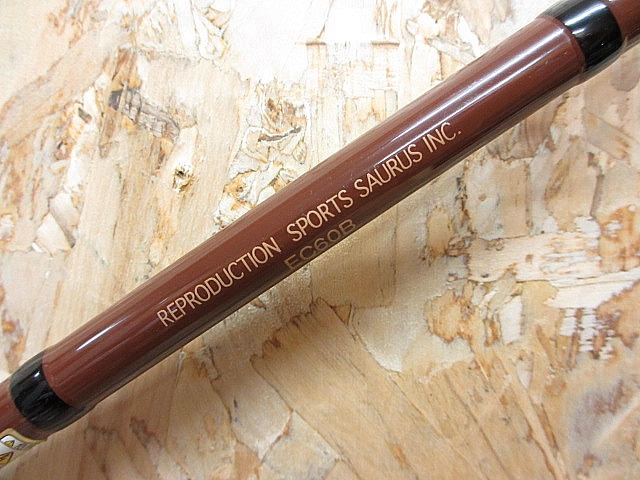 REPRODUCTION SPORTS SAURUS INC.
EC60B